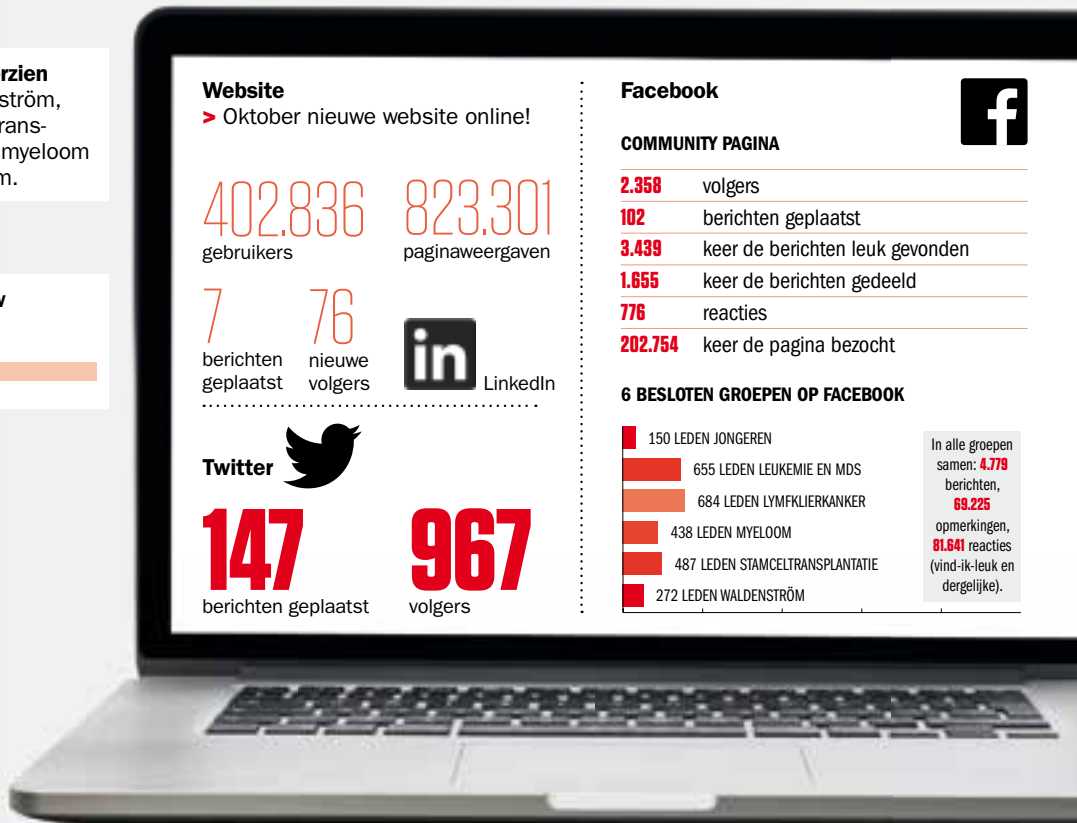 rzien
ström,
rans-
myeloom
m.
Website
> Oktober nieuwe website online!
402.836
gebruikers
823.301
paginaweergaven
7
berichten
geplaatst
76
nieuwe
volgers
in LinkedIn
Twitter
147
berichten geplaatst
967
volgers
Facebook
f
COMMUNITY PAGINA
2.358 volgers
102 berichten geplaatst
3.439 keer de berichten leuk gevonden
1.655 keer de berichten gedeeld
776 reacties
202.754 keer de pagina bezocht
6 BESLOTEN GROEPEN OP FACEBOOK
150 LEDEN JONGEREN
655 LEDEN LEUKEMIE EN MDS
684 LEDEN LYMFKLIERKANKER
438 LEDEN MYELOOM
487 LEDEN STAMCELTRANSPLANTATIE
272 LEDEN WALDENSTRÖM
In alle groepen
samen: 4.779
berichten,
69.225
opmerkingen,
81.641 reacties
(vind-ik-leuk en
dergelijke).